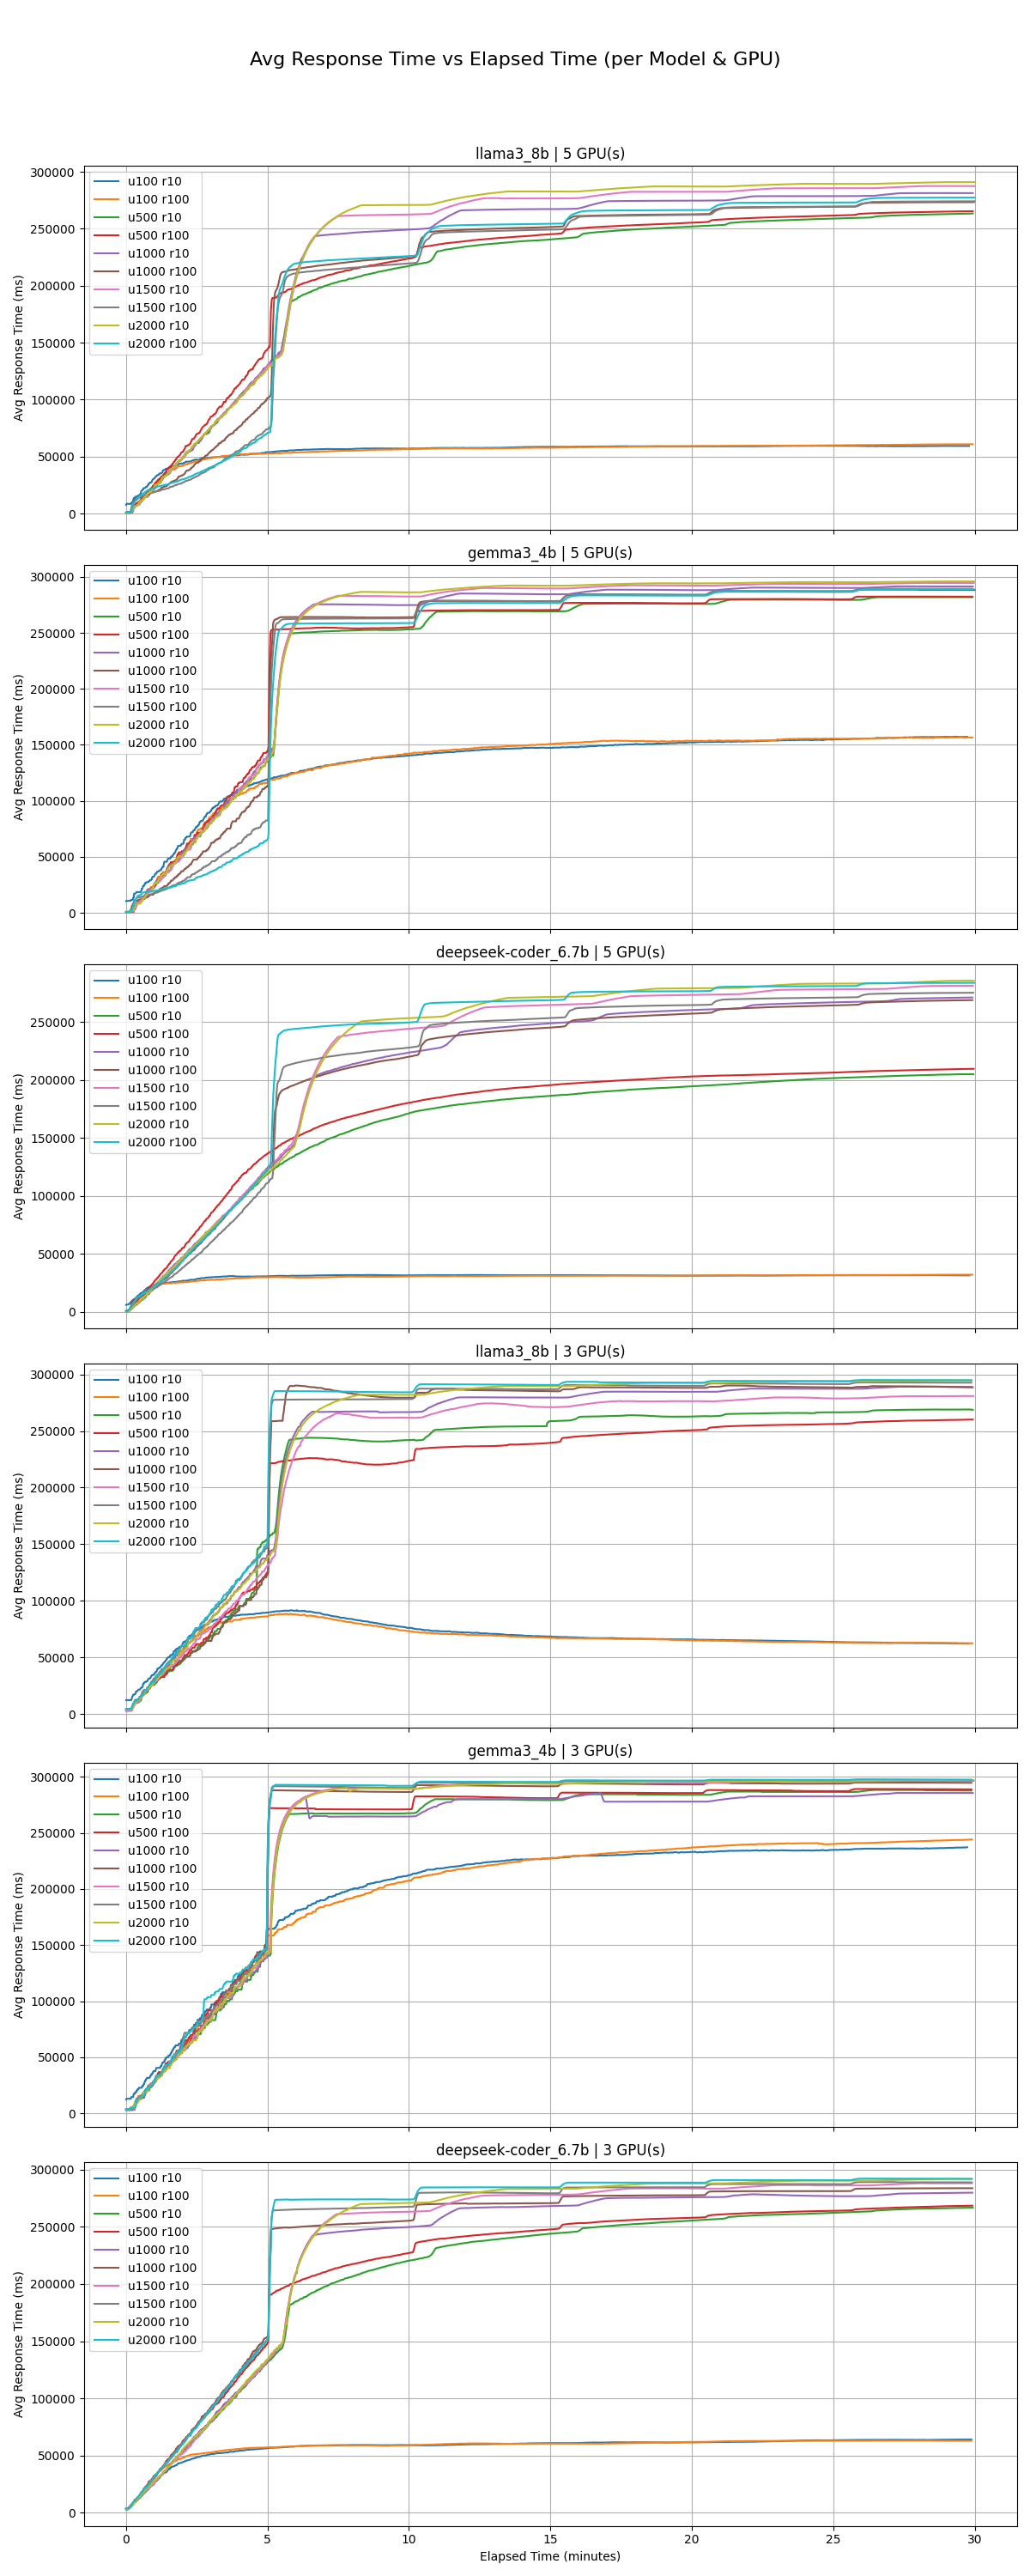 Avg Response Time vs Elapsed Time (per Model & GPU)
llama3_8b | 5 GPU(s)
300000
250000
200000
150000
100000
50000
0
Avg Response Time (ms)
u100 r10
u100 r100
u500 r10
u500 r100
u1000 r10
u1000 r100
u1500 r10
u1500 r100
u2000 r10
u2000 r100
gemma3_4b | 5 GPU(s)
300000
250000
200000
150000
100000
50000
0
Avg Response Time (ms)
u100 r10
u100 r100
u500 r10
u500 r100
u1000 r10
u1000 r100
u1500 r10
u1500 r100
u2000 r10
u2000 r100
deepseek-coder_6.7b | 5 GPU(s)
250000
200000
150000
100000
50000
0
Avg Response Time (ms)
u100 r10
u100 r100
u500 r10
u500 r100
u1000 r10
u1000 r100
u1500 r10
u1500 r100
u2000 r10
u2000 r100
llama3_8b | 3 GPU(s)
300000
250000
200000
150000
100000
50000
0
Avg Response Time (ms)
u100 r10
u100 r100
u500 r10
u500 r100
u1000 r10
u1000 r100
u1500 r10
u1500 r100
u2000 r10
u2000 r100
gemma3_4b | 3 GPU(s)
300000
250000
200000
150000
100000
50000
0
Avg Response Time (ms)
u100 r10
u100 r100
u500 r10
u500 r100
u1000 r10
u1000 r100
u1500 r10
u1500 r100
u2000 r10
u2000 r100
deepseek-coder_6.7b | 3 GPU(s)
300000
250000
200000
150000
100000
50000
0
Avg Response Time (ms)
u100 r10
u100 r100
u500 r10
u500 r100
u1000 r10
u1000 r100
u1500 r10
u1500 r100
u2000 r10
u2000 r100
0 5 10 15 20 25 30
Elapsed Time (minutes)